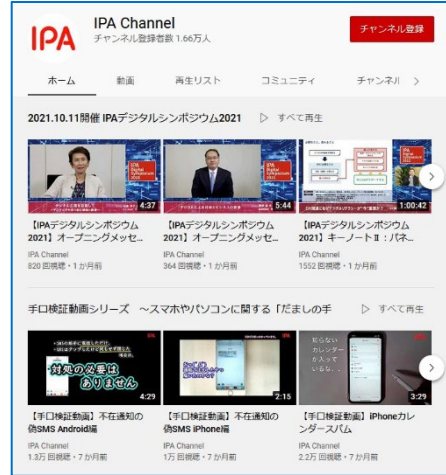 IPA
IPA Channel
チャンネル登録者数 1.66万人
チャンネル登録
ホーム 動画 再生リスト コミュニティ チャンネル >
2021.10.11開催 IPAデジタルシンポジウム2021 ▷ すべて再生
4:37 5:44 1:00:42
【IPAデジタルシンポジウム2021】オープニングメッセ...
IPA Channel
820 回視聴・1 か月前
【IPAデジタルシンポジウム2021】オープニングメッセ...
IPA Channel
364 回視聴・1 か月前
【IPAデジタルシンポジウム2021】キーノートⅡ：パネ...
IPA Channel
1552 回視聴・1 か月前
手口検証動画シリーズ ～スマホやパソコンに関する「だましの手 ▷ すべて再生
対処の必要は
ありません
4:29
2:15
知らない
カレンダー
が入って
いるな、、
3:29
【手口検証動画】不在通知の偽SMS Android編
IPA Channel
1.3万 回視聴・7 か月前
【手口検証動画】不在通知の偽SMS iPhone編
IPA Channel
1万 回視聴・7 か月前
【手口検証動画】iPhoneカレンダースパム
IPA Channel
2.2万 回視聴・7 か月前